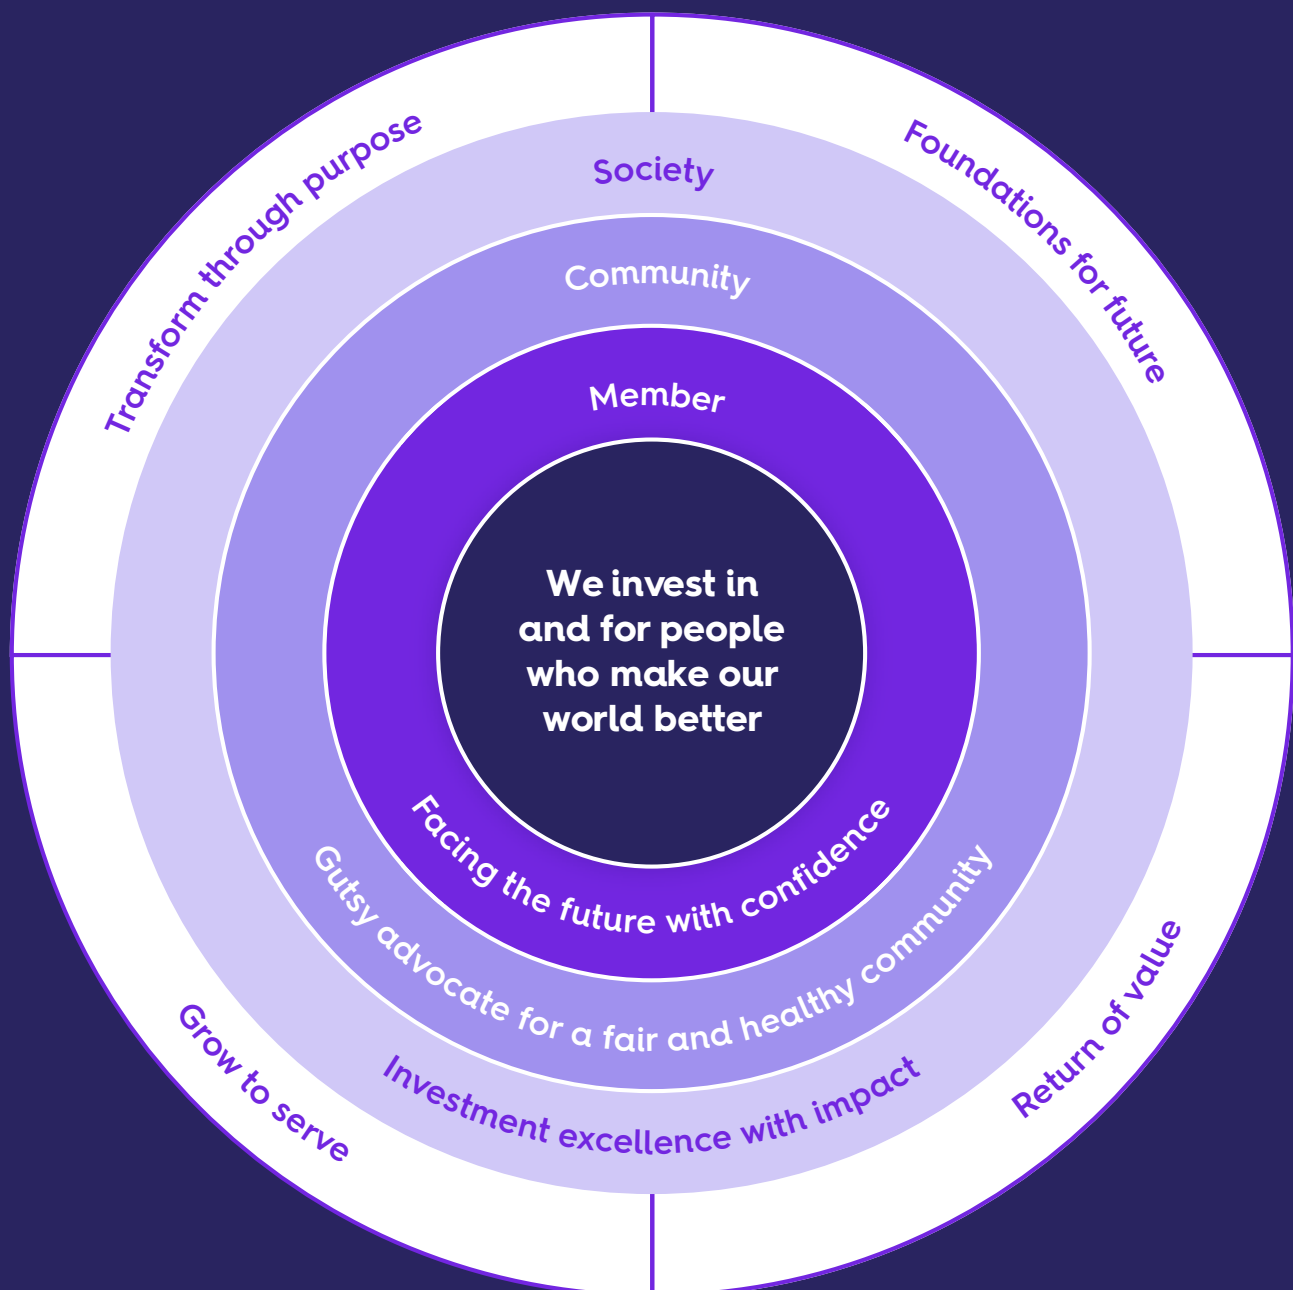 Transform through purpose
Foundations for future
Society
Community
Member
We invest in
and for people
who make our
world better
Facing the future with confidence
Gutsy advocate for a fair and healthy community
Investment excellence with impact
Grow to serve
Return of value